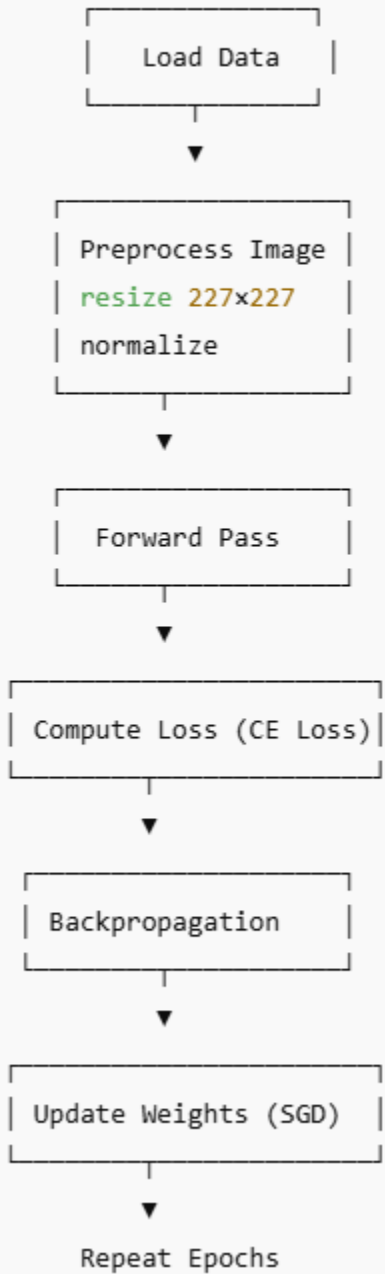 Load Data
Preprocess Image
resize 227×227
normalize
Forward Pass
Compute Loss (CE Loss)
Backpropagation
Update Weights (SGD)
Repeat Epochs